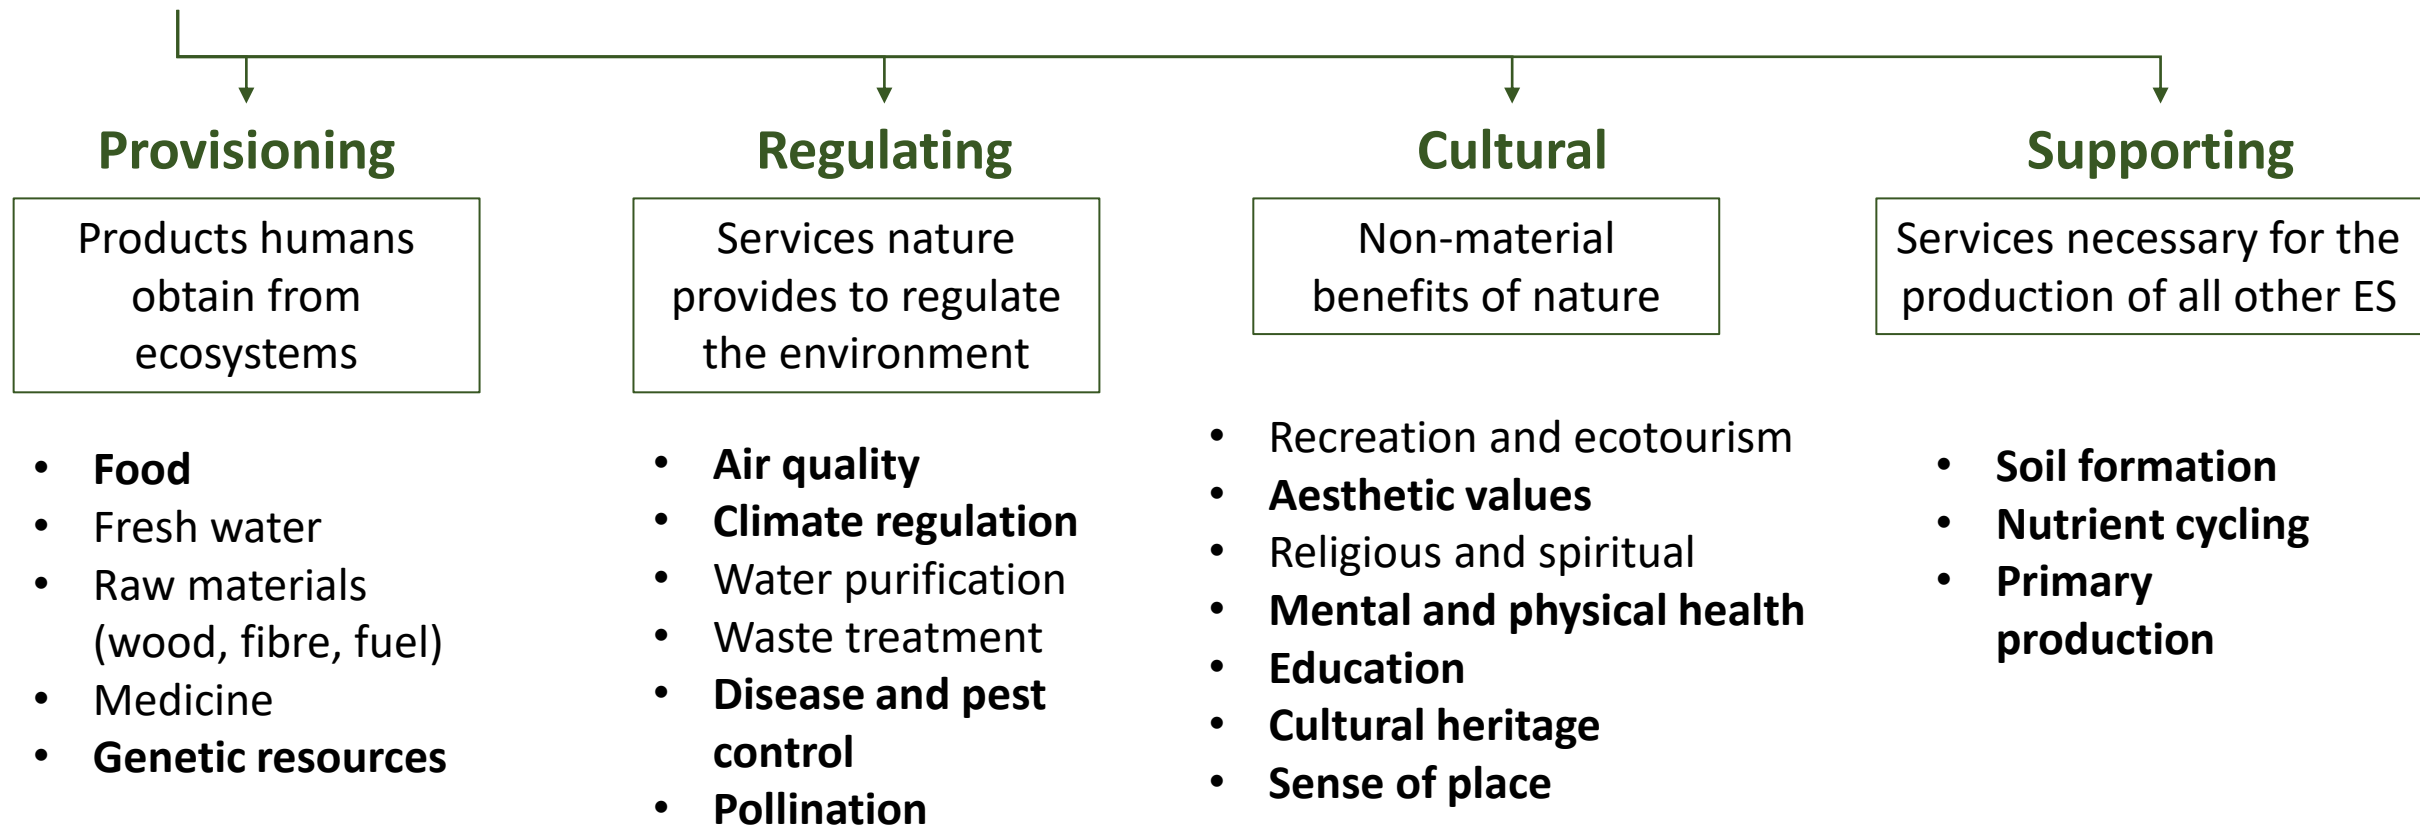 Provisioning
Products humans
obtain from
ecosystems
• Food
• Fresh water
• Raw materials
(wood, fibre, fuel)
• Medicine
• Genetic resources
Regulating
Services nature
provides to regulate
the environment
• Air quality
• Climate regulation
• Water purification
• Waste treatment
• Disease and pest
control
• Pollination
Cultural
Non-material
benefits of nature
• Recreation and ecotourism
• Aesthetic values
• Religious and spiritual
• Mental and physical health
• Education
• Cultural heritage
• Sense of place
Supporting
Services necessary for the
production of all other ES
• Soil formation
• Nutrient cycling
• Primary
production